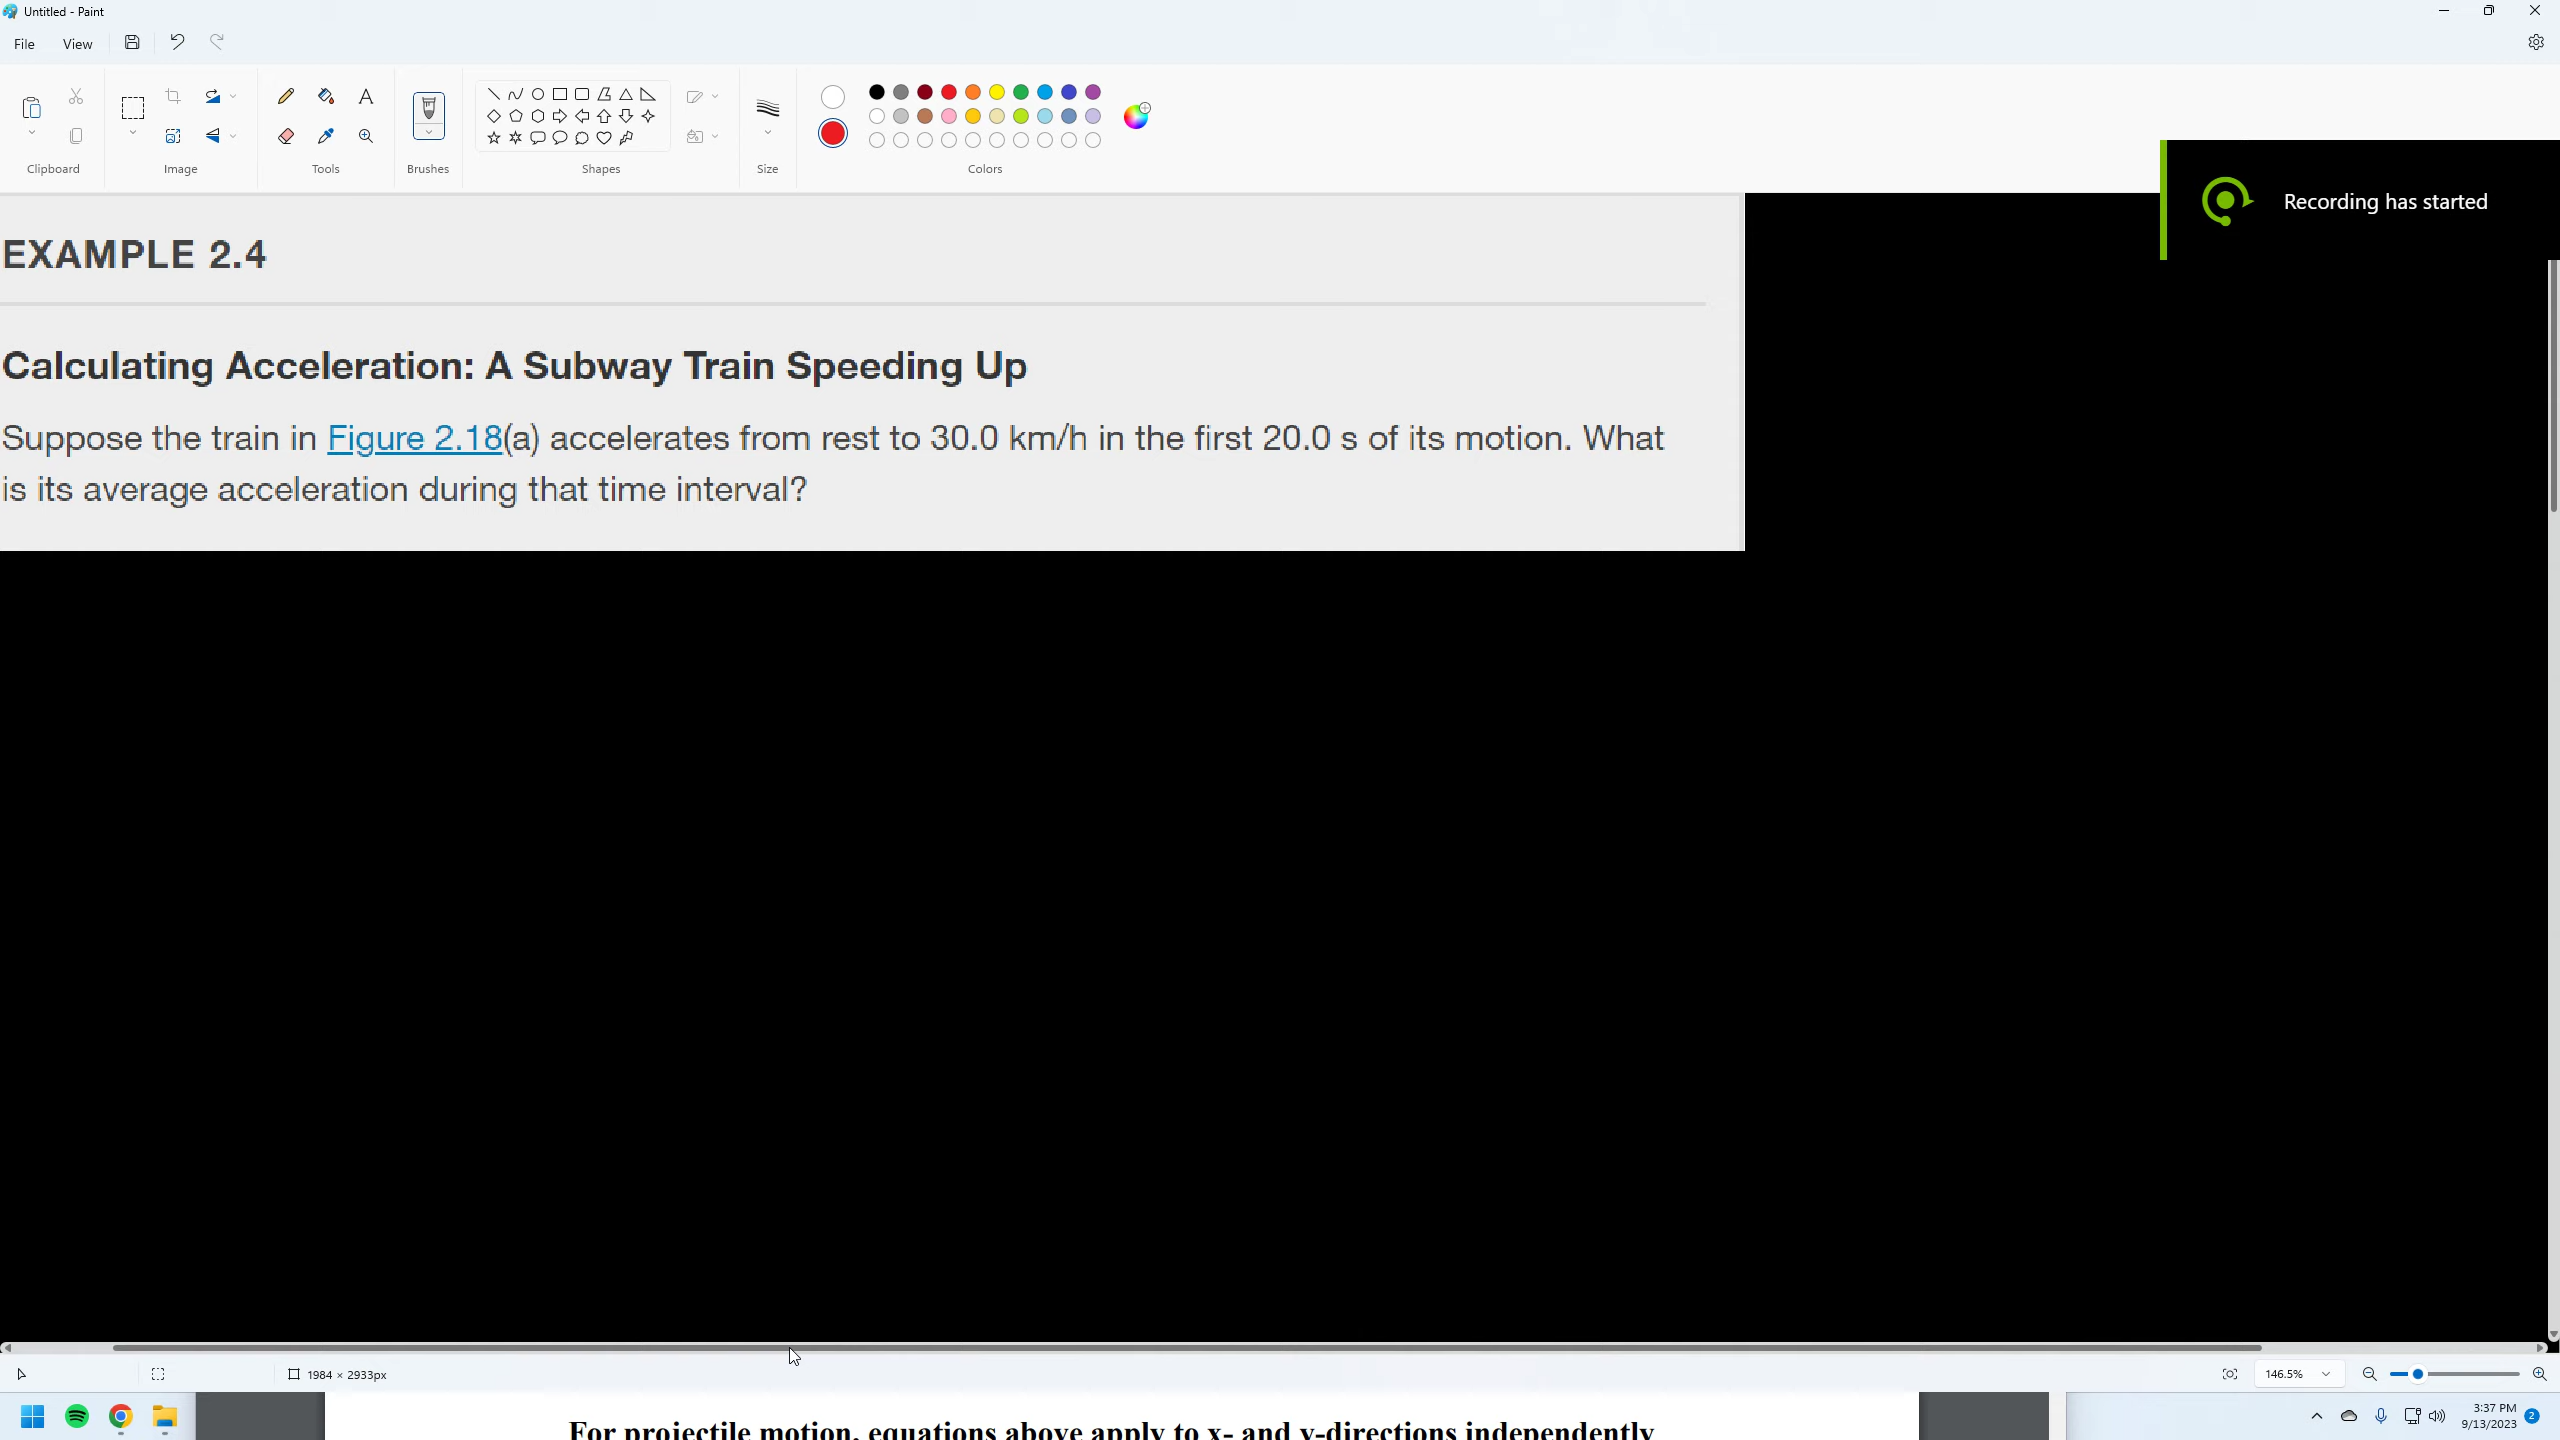 Untitled - Paint
File View
Clipboard Image Tools Brushes Shapes Size Colors
Recording has started
EXAMPLE 2.4
Calculating Acceleration: A Subway Train Speeding Up
Suppose the train in Figure 2.18(a) accelerates from rest to 30.0 km/h in the first 20.0 s of its motion. What
is its average acceleration during that time interval?
1984 × 2933px
146.5%
For projectile motion, equations above apply to x- and y-directions independently
3:37 PM
9/13/2023
2